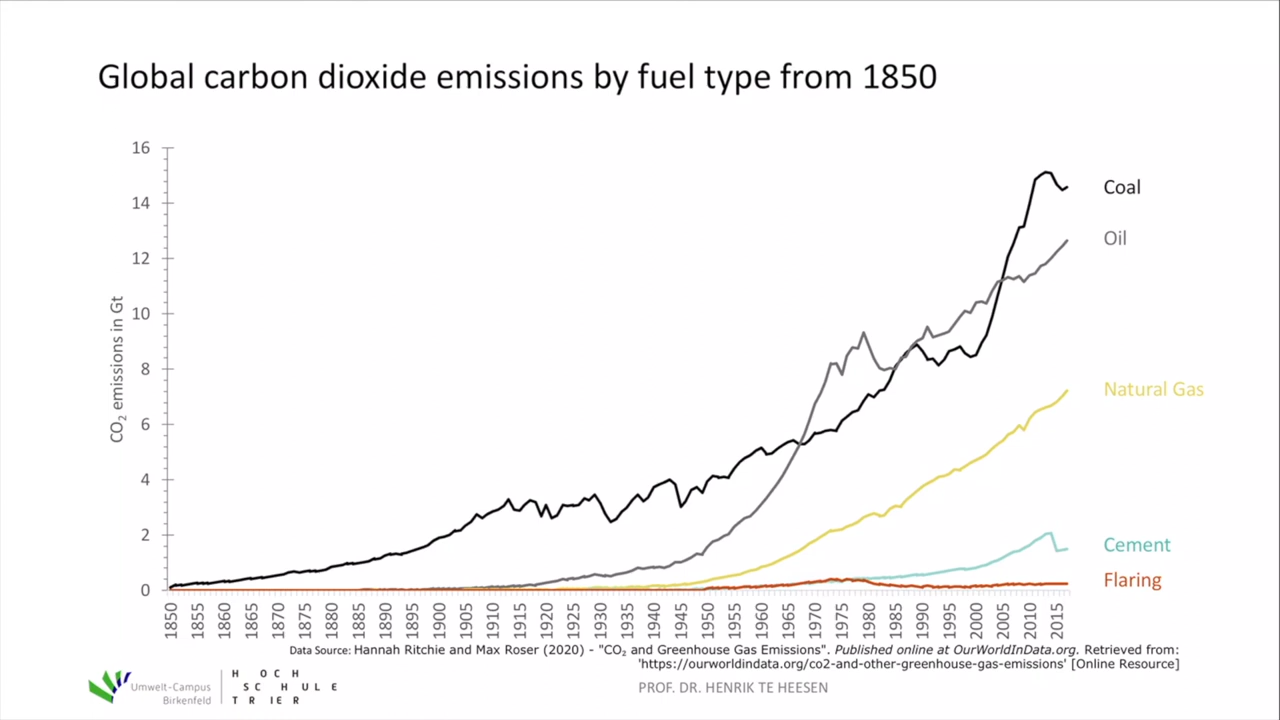 Global carbon dioxide emissions by fuel type from 1850
16
14
12
10
8
6
4
2
0
CO₂ emissions in Gt
Coal
Oil
Natural Gas
Cement
Flaring
1850 1855 1860 1865 1870 1875 1880 1885 1890 1895 1900 1905 1910 1915 1920 1925 1930 1935 1940 1945 1950 1955 1960 1965 1970 1975 1980 1985 1990 1995 2000 2005 2010 2015
Data Source: Hannah Ritchie and Max Roser (2020) - "CO₂ and Greenhouse Gas Emissions". Published online at OurWorldInData.org. Retrieved from:
'https://ourworldindata.org/co2-and-other-greenhouse-gas-emissions' [Online Resource]
Umwelt-Campus
Birkenfeld
HOCH
SCHULE
TRIER
PROF. DR. HENRIK TE HEESEN